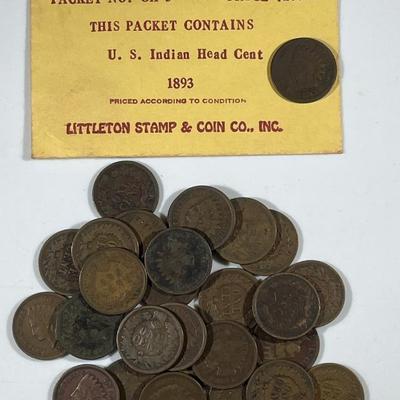 THIS PACKET CONTAINS
U. S. Indian Head Cent
1893
PRICED ACCORDING TO CONDITION
LITTLETON STAMP & COIN CO., INC.